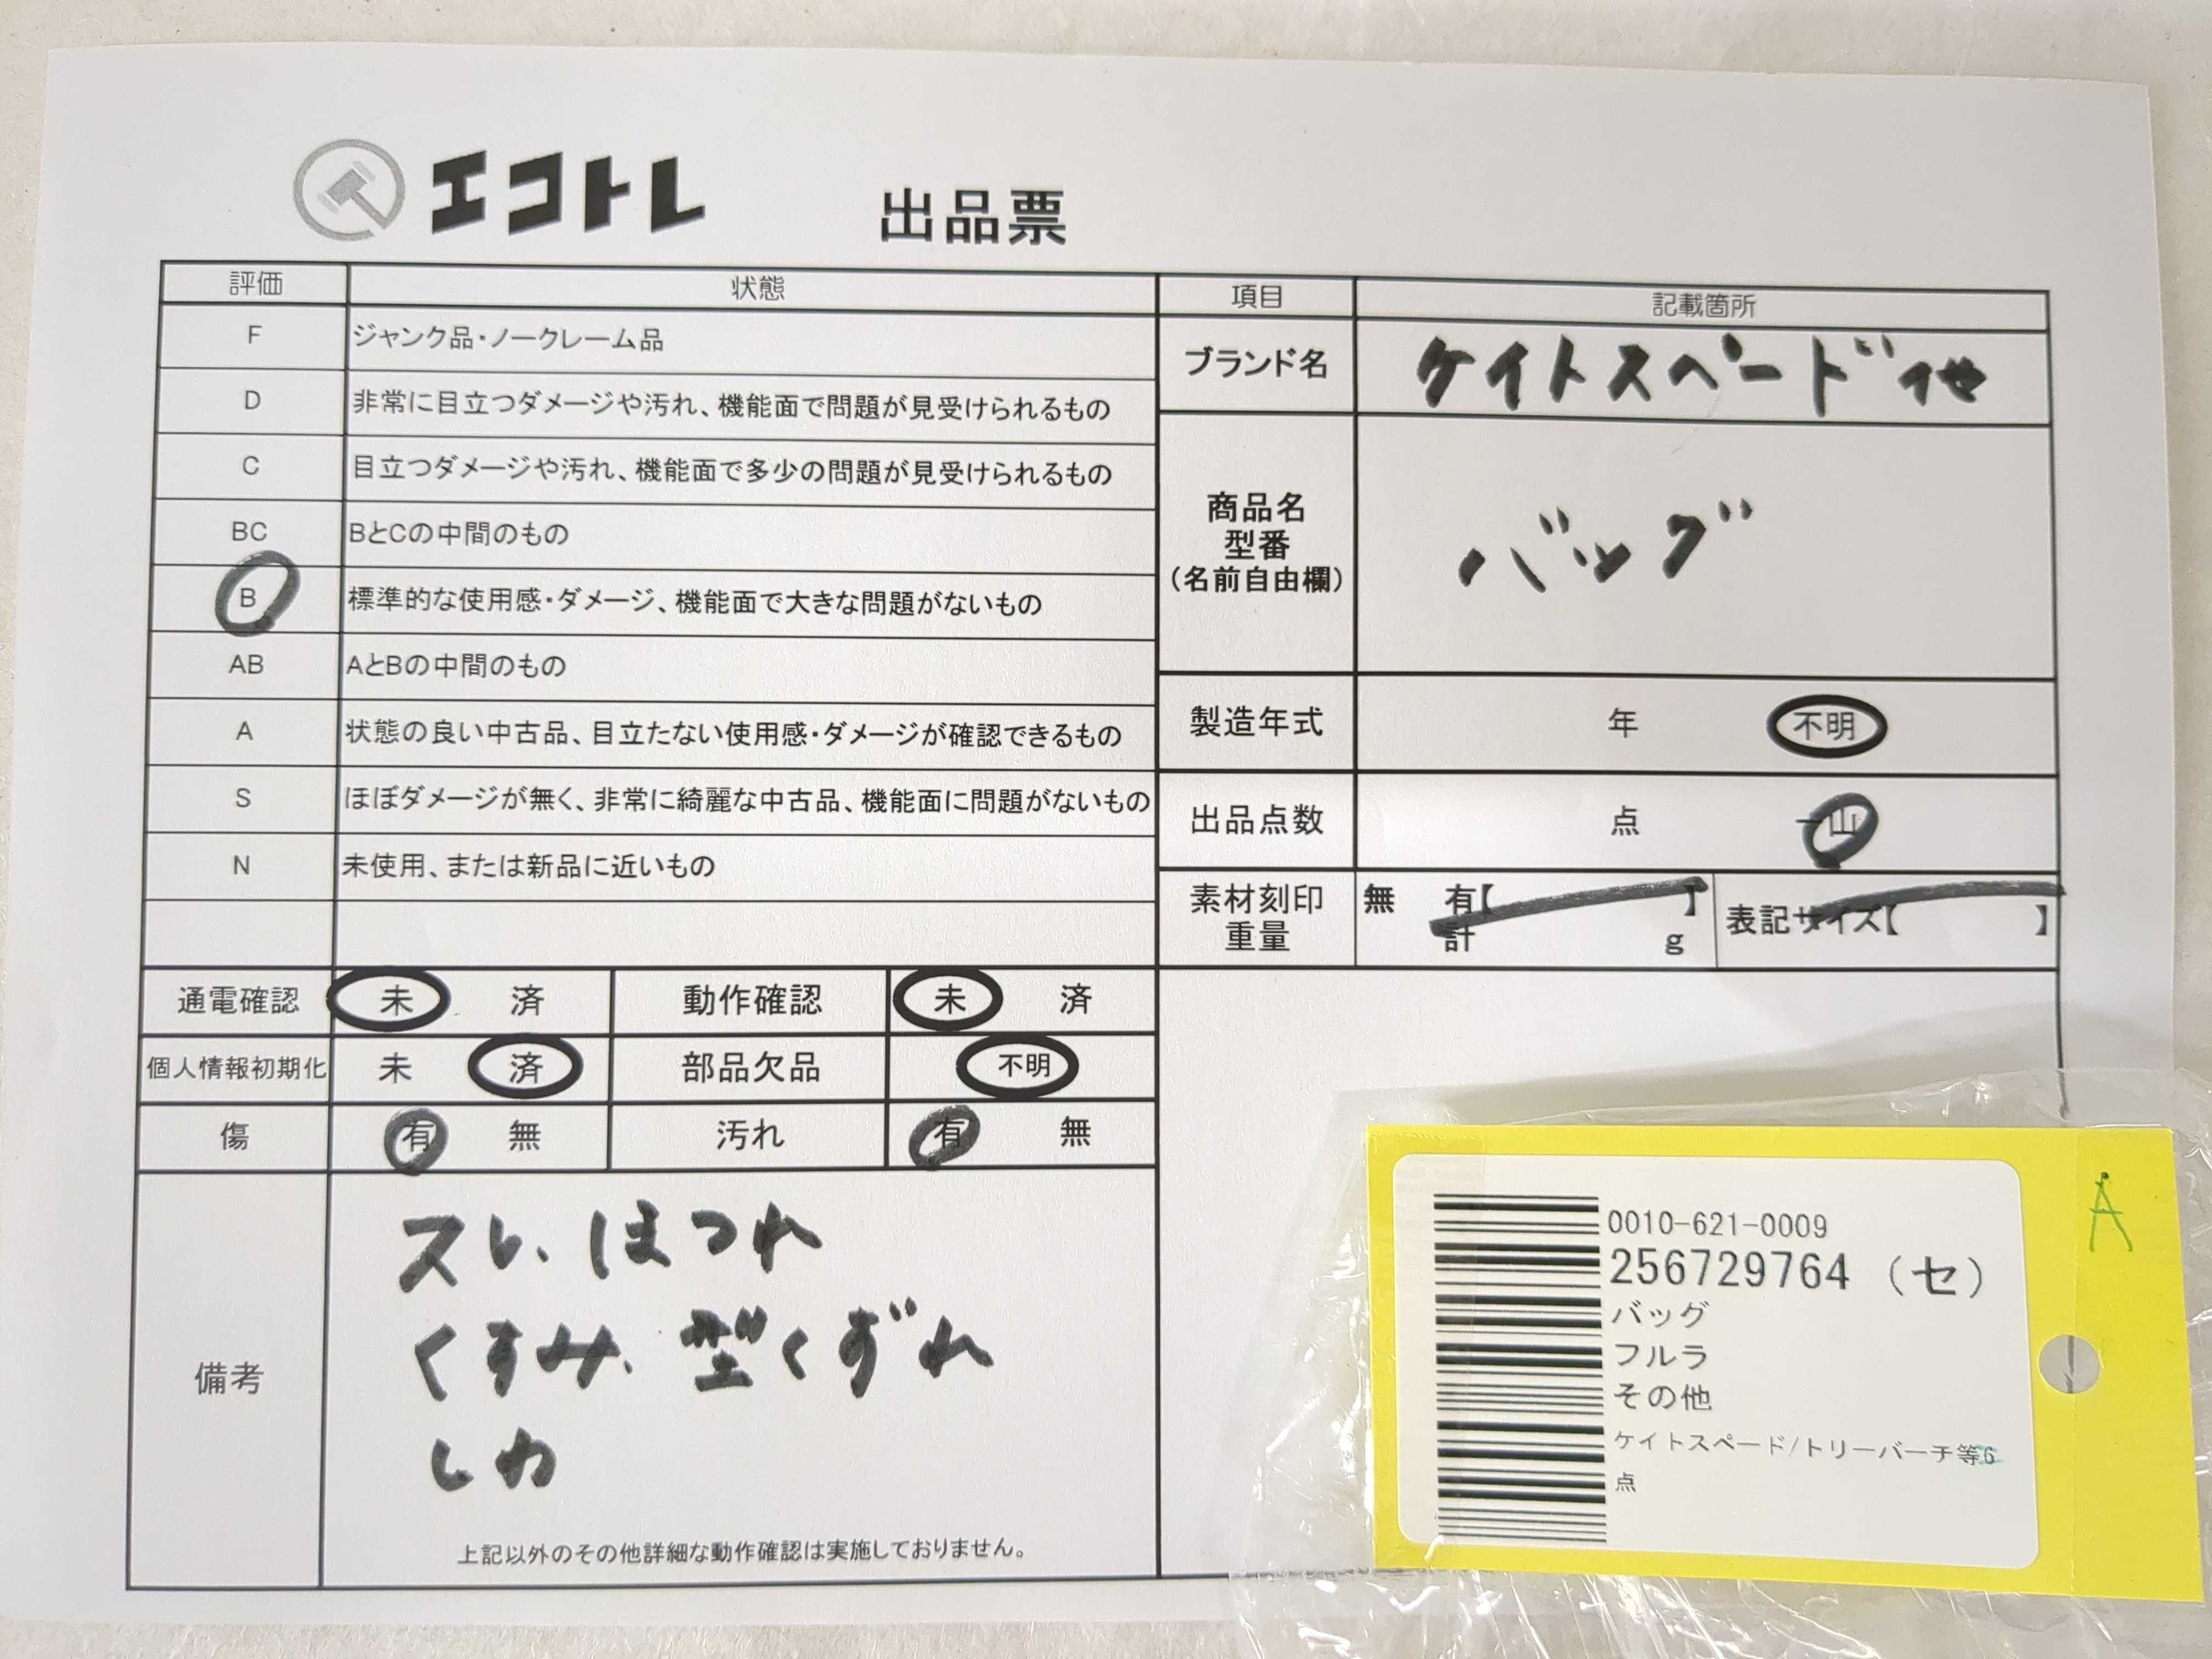 エコトレ 出品票
評価 状態
F ジャンク品・ノークレーム品
D 非常に目立つダメージや汚れ、機能面で問題が見受けられるもの
C 目立つダメージや汚れ、機能面で多少の問題が見受けられるもの
BC BとCの中間のもの
B 標準的な使用感・ダメージ、機能面で大きな問題がないもの
AB AとBの中間のもの
A 状態の良い中古品、目立たない使用感・ダメージが確認できるもの
S ほぼダメージが無く、非常に綺麗な中古品、機能面に問題がないもの
N 未使用、または新品に近いもの
通電確認 未 済 動作確認 未 済
個人情報初期化 未 済 部品欠品 不明
傷 有 無 汚れ 有 無
備考
スレ、ほつれ
くすみ、型くずれ
しわ
上記以外のその他詳細な動作確認は実施しておりません。
項目 記載箇所
ブランド名 ケイトスペード他
商品名
型番
(名前自由欄)
バッグ
製造年式 年 不明
出品点数 点 一山
素材刻印 無 有【 】
重量 計 g
表記サイズ【 】
A
0010-621-0009
256729764 (セ)
バッグ
フルラ
その他
ケイトスペード/トリーバーチ等6
点